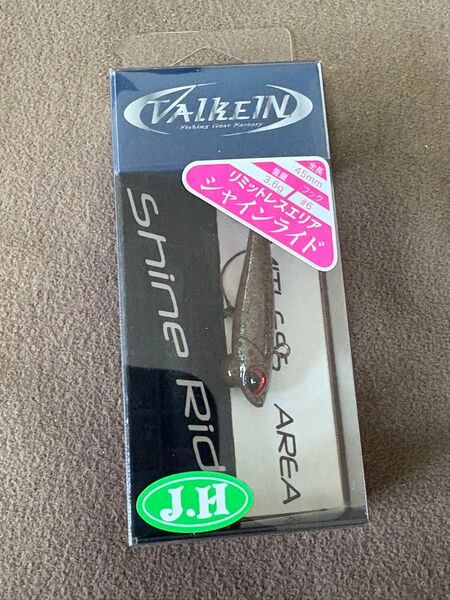 VALKEIN
Fishing Gear Factory
全長 45mm
重量 フック
3.6g #6
リミットレスエリア
シャインライド
Shine Rid
AREA
J.H